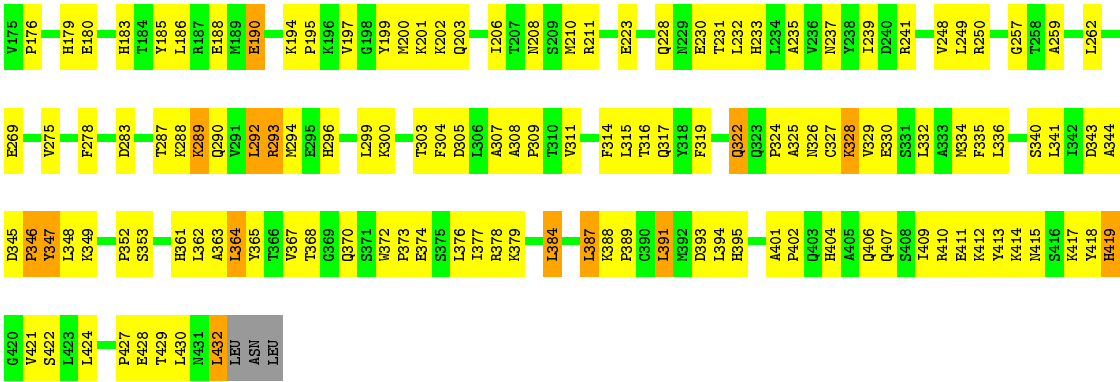 V175 P176 H179 E180 H183 T184 Y185 L186 R187 E188 M189 E190 K194 P195 K196 V197 G198 Y199 M200 K201 K202 Q203 I206 T207 N208 S209 M210 R211 E223 Q228 N229 E230 T231 L232 H233 L234 A235 V236 N237 Y238 I239 D240 R241 V248 L249 R250 G257 T258 A259 L262
E269 V275 F278 D283 T287 K288 K289 Q290 V291 L292 R293 M294 E295 H296 L299 K300 T303 F304 D305 L306 A307 A308 P309 T310 V311 F314 L315 T316 Q317 Y318 F319 Q322 Q323 P324 A325 N326 C327 K328 V329 E330 S331 L332 A333 M334 F335 L336 S340 L341 I342 D343 A344
D345 P346 Y347 L348 K349 P352 S353 H361 L362 A363 L364 Y365 T366 V367 T368 G369 Q370 S371 W372 P373 E374 S375 L376 I377 R378 K379 L384 L387 K388 P389 C390 L391 M392 D393 L394 H395 A401 P402 Q403 H404 A405 Q406 Q407 S408 I409 R410 E411 K412 Y413 K414 N415 S416 K417 Y418 H419
G420 V421 S422 L423 L424 P427 E428 T429 L430 N431 L432 LEU ASN LEU